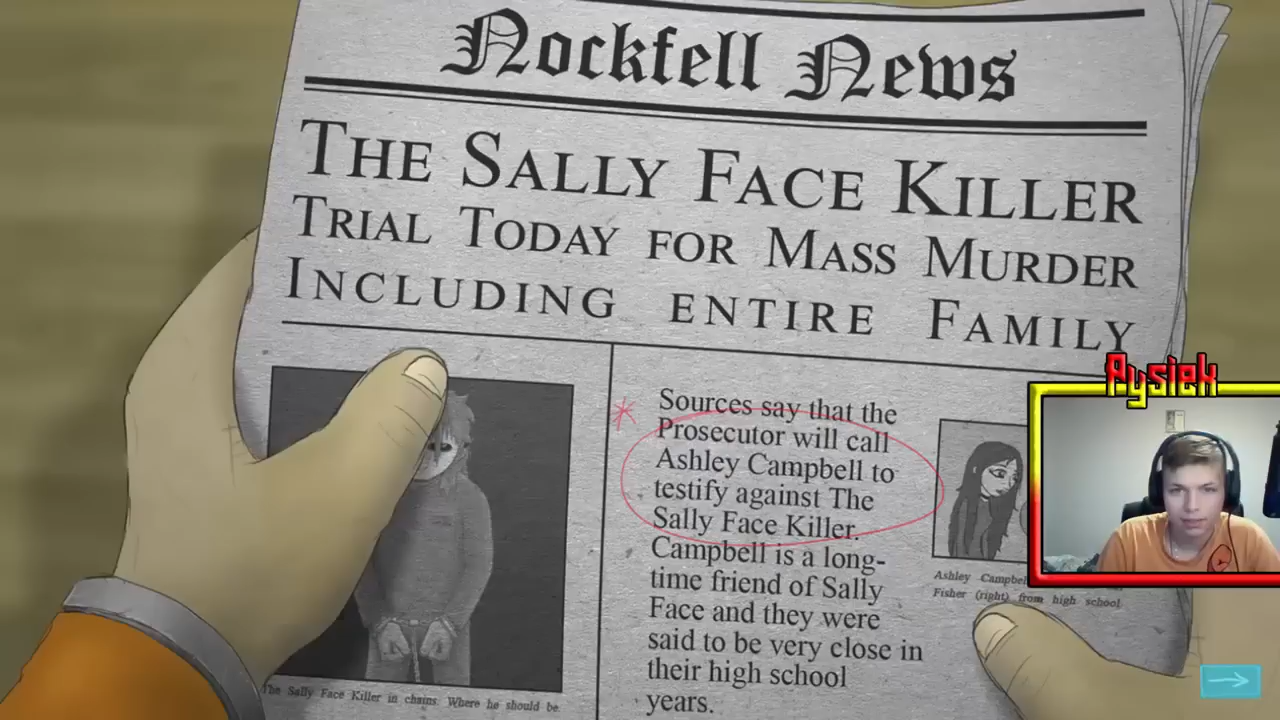 Nockfell News
THE SALLY FACE KILLER
TRIAL TODAY FOR MASS MURDER
INCLUDING ENTIRE FAMILY
Sources say that the
Prosecutor will call
Ashley Campbell to
testify against The
Sally Face Killer.
Campbell is a long-
time friend of Sally
Face and they were
said to be very close in
their high school
years.
The Sally Face Killer in chains. Where he should be.
Ashley Campbel
Fisher (right) from high school
Rysiek